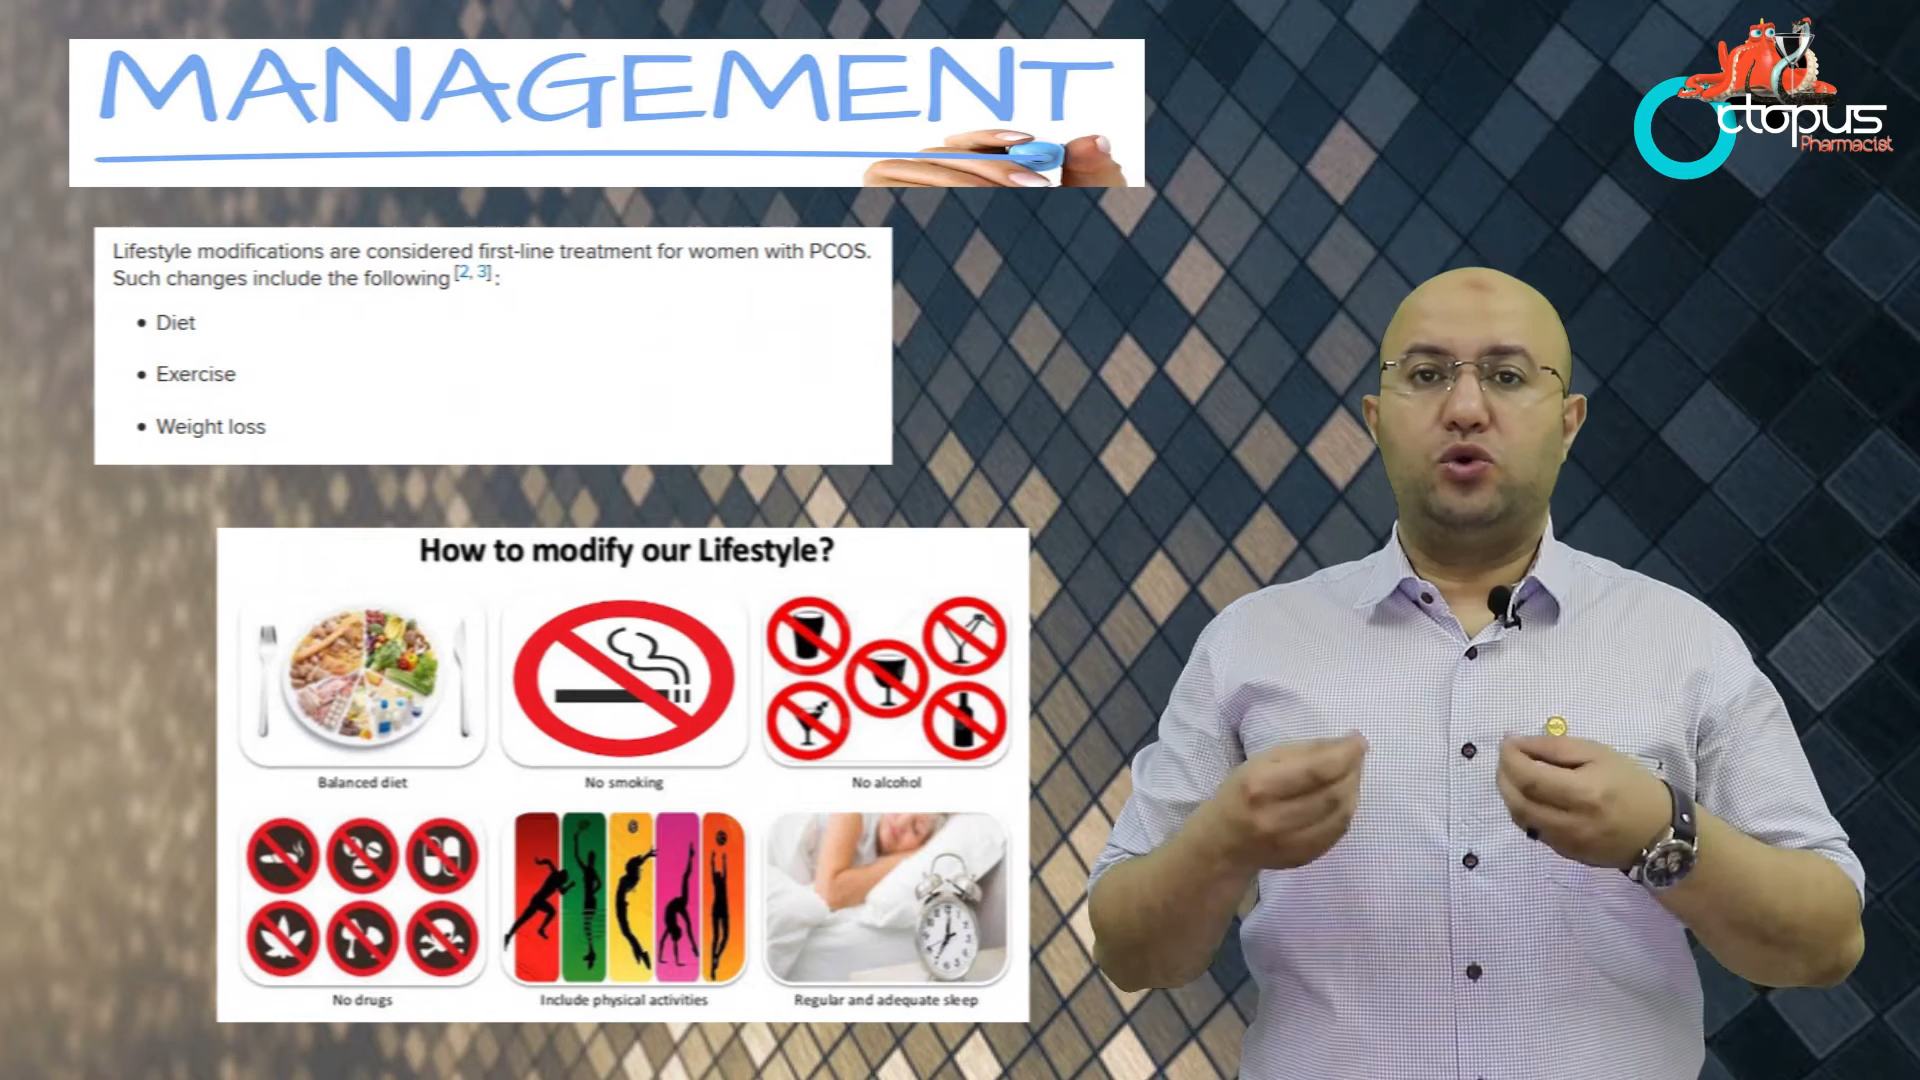 MANAGEMENT
ctopus
Pharmacist
Lifestyle modifications are considered first-line treatment for women with PCOS.
Such changes include the following [2, 3] :
• Diet
• Exercise
• Weight loss
How to modify our Lifestyle?
Balanced diet
No smoking
No alcohol
No drugs
Include physical activities
Regular and adequate sleep